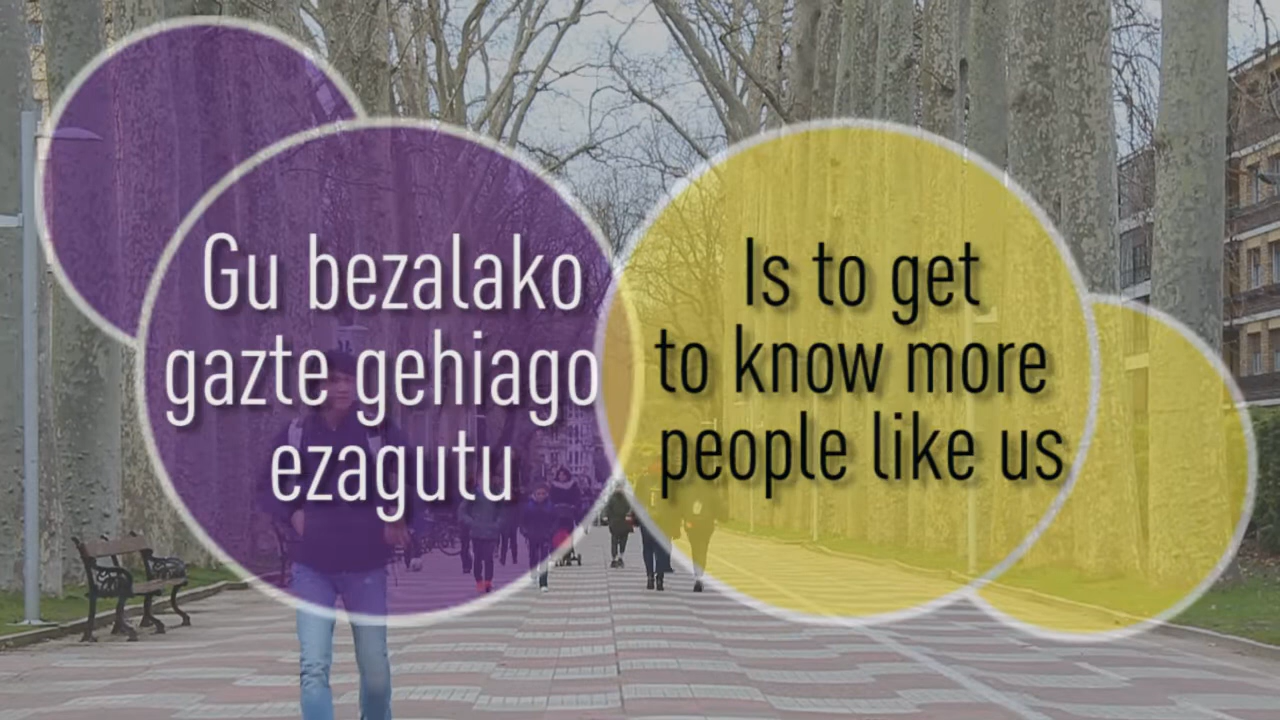 Gu bezalako
gazte gehiago
ezagutu
Is to get
to know more
people like us